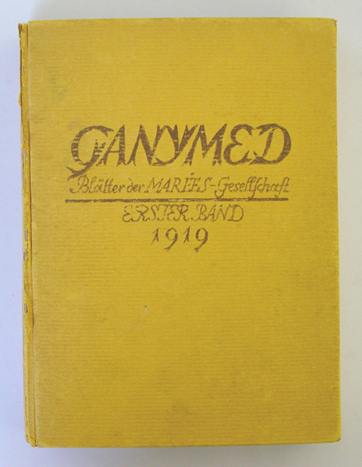 GANYMED
Blätter der MARÉES-Gesellschaft
ERSTER BAND
1919